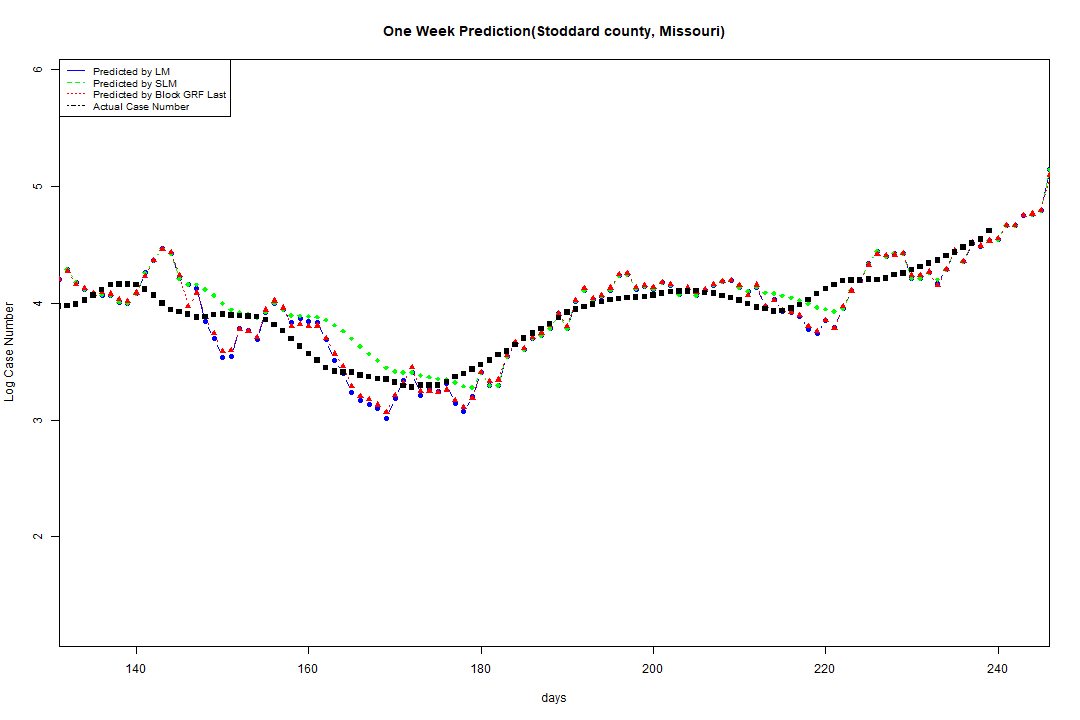 One Week Prediction(Stoddard county, Missouri)
Predicted by LM
Predicted by SLM
Predicted by Block GRF Last
Actual Case Number
6
5
4
3
2
Log Case Number
140 160 180 200 220 240
days